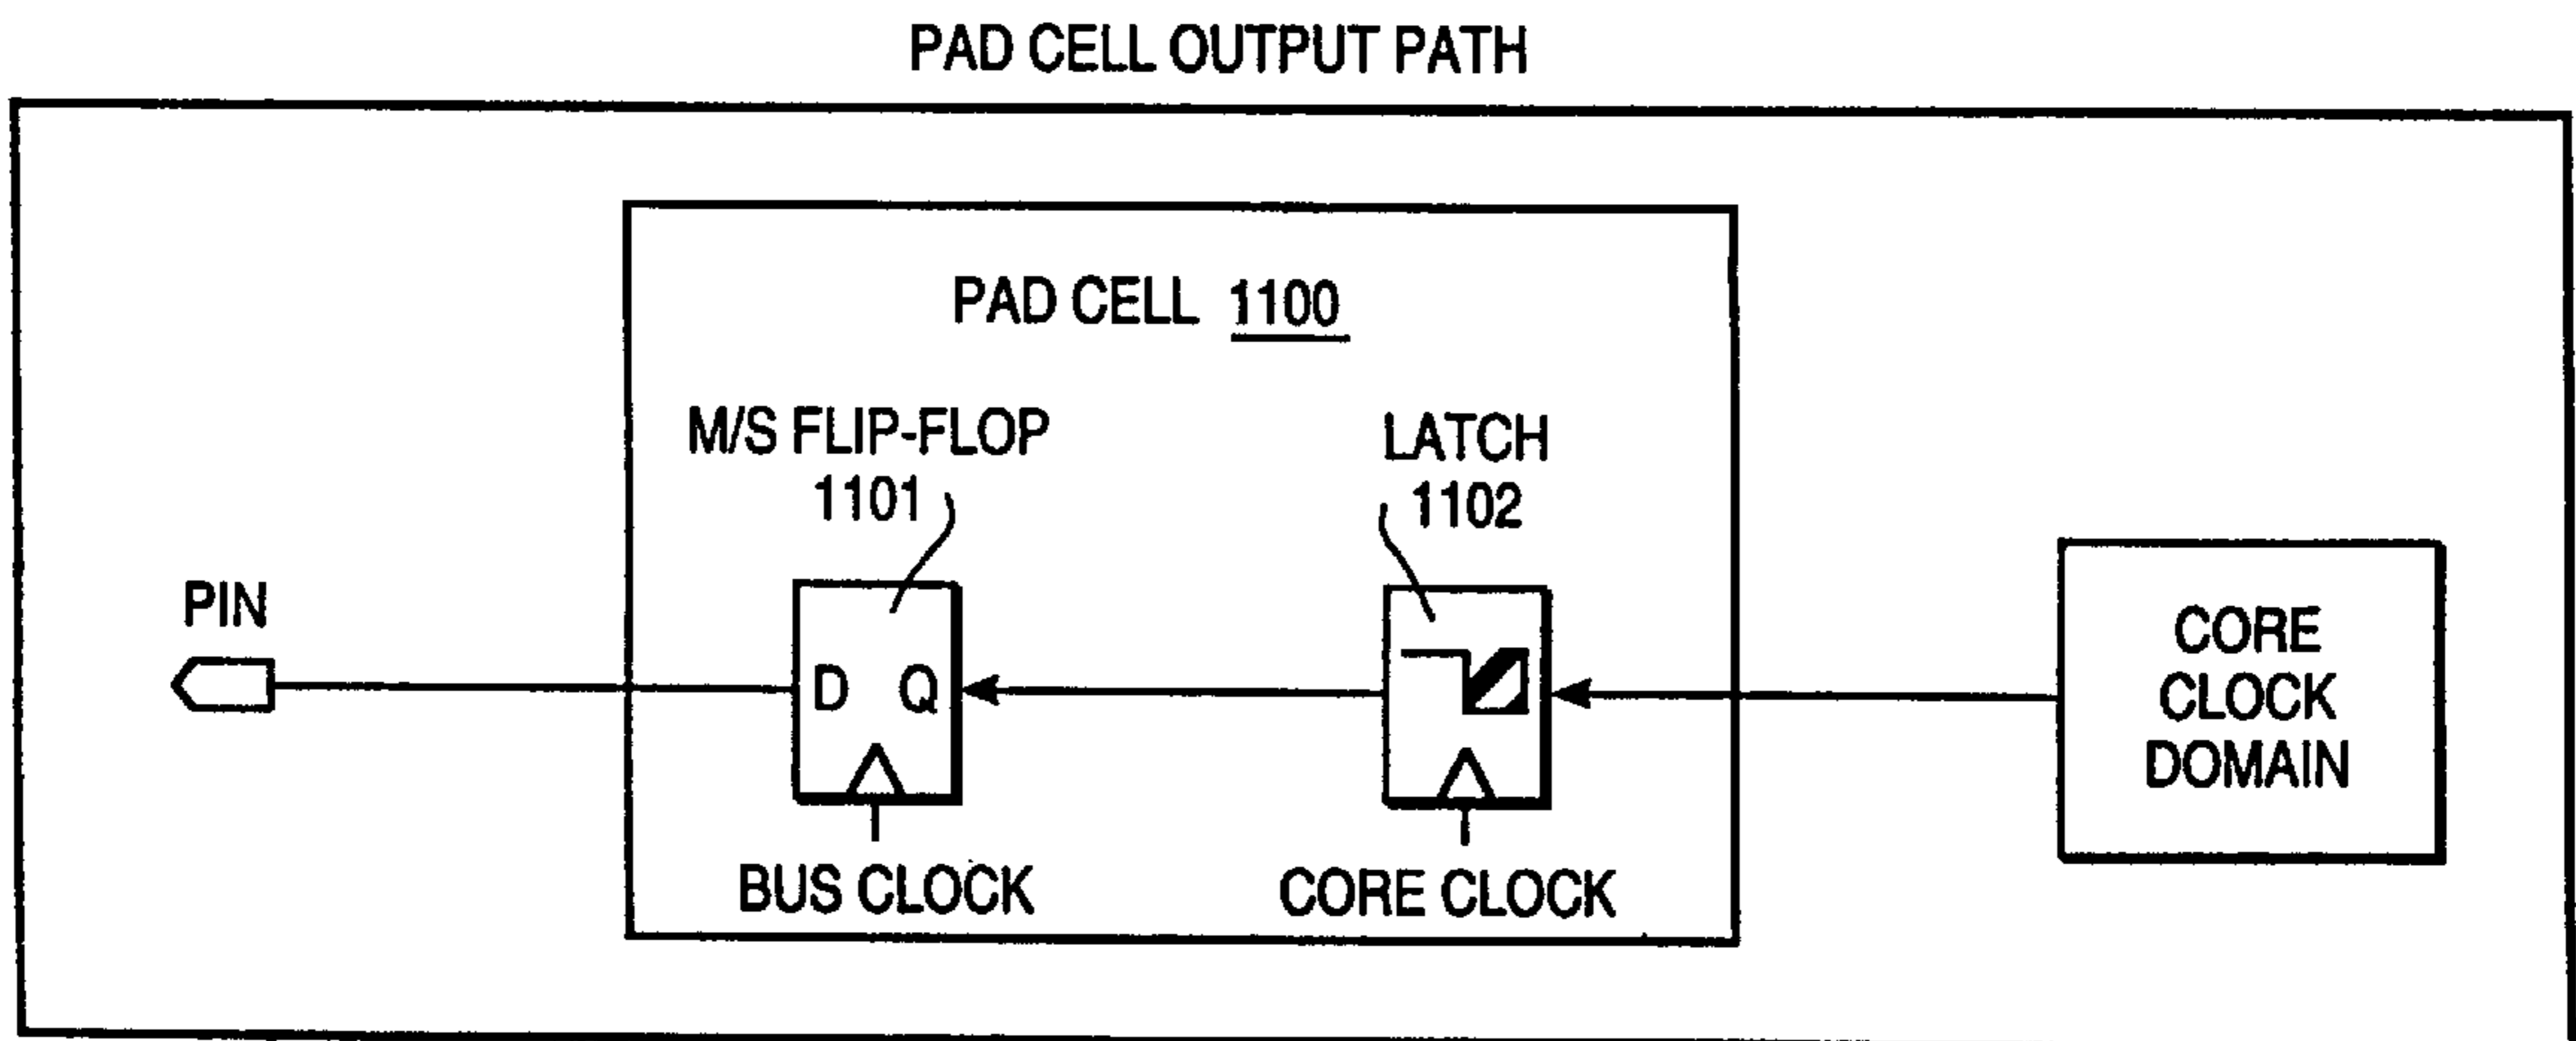 PAD CELL OUTPUT PATH
PAD CELL 1100
M/S FLIP-FLOP
1101
LATCH
1102
PIN
D Q
CORE
CLOCK
DOMAIN
BUS CLOCK
CORE CLOCK